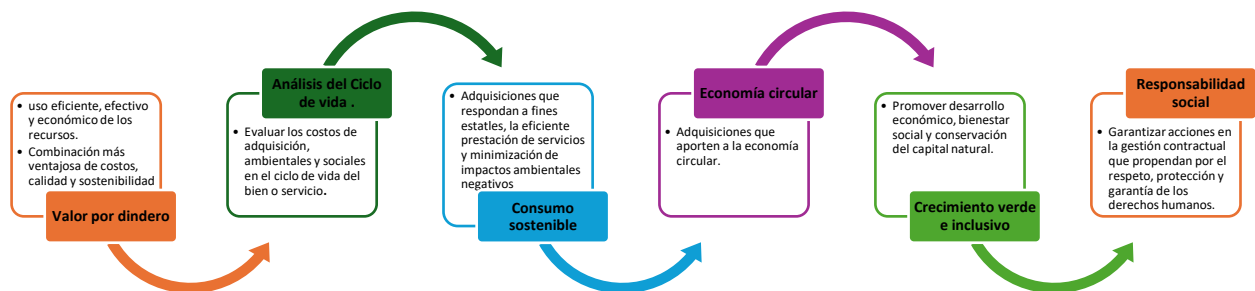 • uso eficiente, efectivo
y económico de los
recursos.
• Combinación más
ventajosa de costos,
calidad y sostenibilidad
Valor por dindero
Análisis del Ciclo
de vida .
• Evaluar los costos de
adquisición,
ambientales y sociales
en el ciclo de vida del
bien o servicio.
• Adquisiciones que
respondan a fines
estatles, la eficiente
prestación de servicios
y minimización de
impactos ambientales
negativos
Consumo
sostenible
Economía circular
• Adquisiciones que
aporten a la economía
circular.
• Promover desarrollo
económico, bienestar
social y conservación
del capital natural.
Crecimiento verde
e inclusivo
Responsabilidad
social
• Garantizar acciones en
la gestión contractual
que propendan por el
respeto, protección y
garantía de los
derechos humanos.